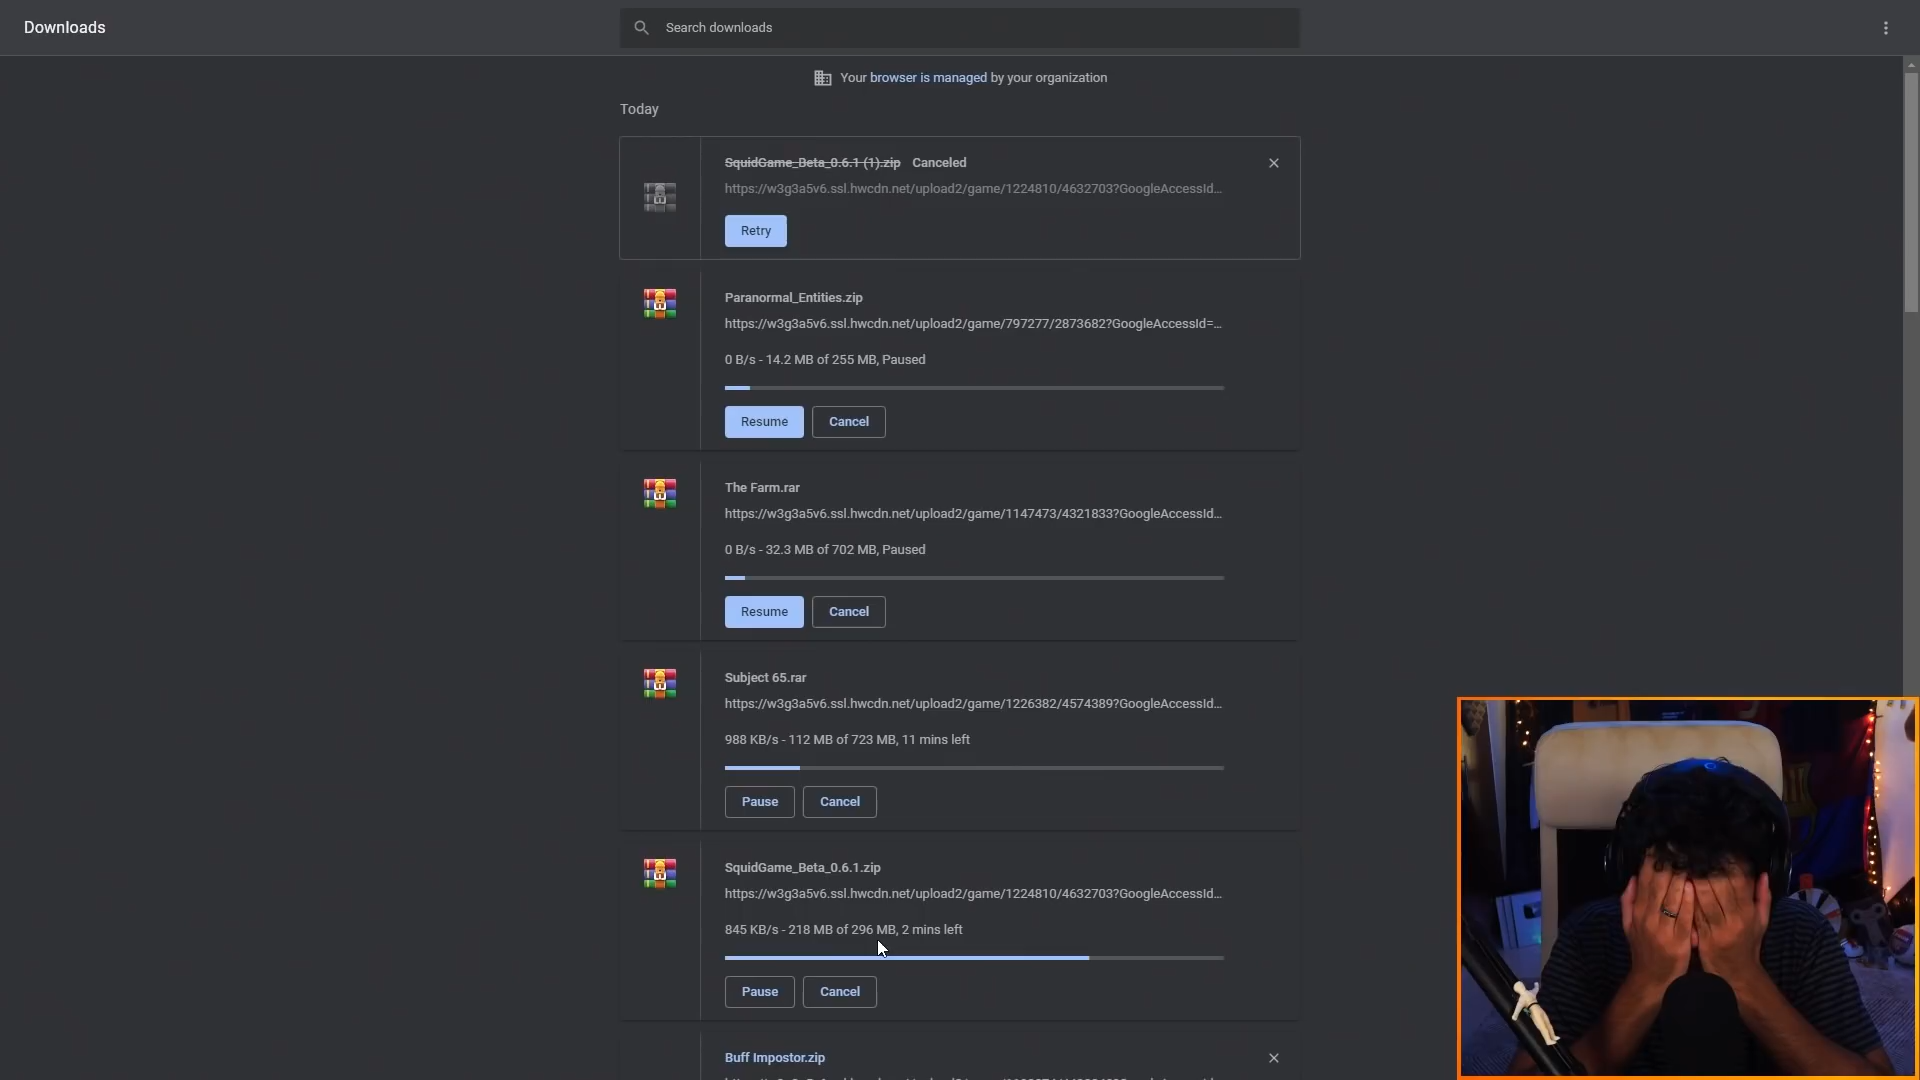 Downloads
Search downloads
Your browser is managed by your organization
Today
SquidGame_Beta_0.6.1 (1).zip Canceled
https://w3g3a5v6.ssl.hwcdn.net/upload2/game/1224810/4632703?GoogleAccessId...
Retry
Paranormal_Entities.zip
https://w3g3a5v6.ssl.hwcdn.net/upload2/game/797277/2873682?GoogleAccessId=...
0 B/s - 14.2 MB of 255 MB, Paused
Resume Cancel
The Farm.rar
https://w3g3a5v6.ssl.hwcdn.net/upload2/game/1147473/4321833?GoogleAccessId...
0 B/s - 32.3 MB of 702 MB, Paused
Resume Cancel
Subject 65.rar
https://w3g3a5v6.ssl.hwcdn.net/upload2/game/1226382/4574389?GoogleAccessId...
988 KB/s - 112 MB of 723 MB, 11 mins left
Pause Cancel
SquidGame_Beta_0.6.1.zip
https://w3g3a5v6.ssl.hwcdn.net/upload2/game/1224810/4632703?GoogleAccessId...
845 KB/s - 218 MB of 296 MB, 2 mins left
Pause Cancel
Buff Impostor.zip